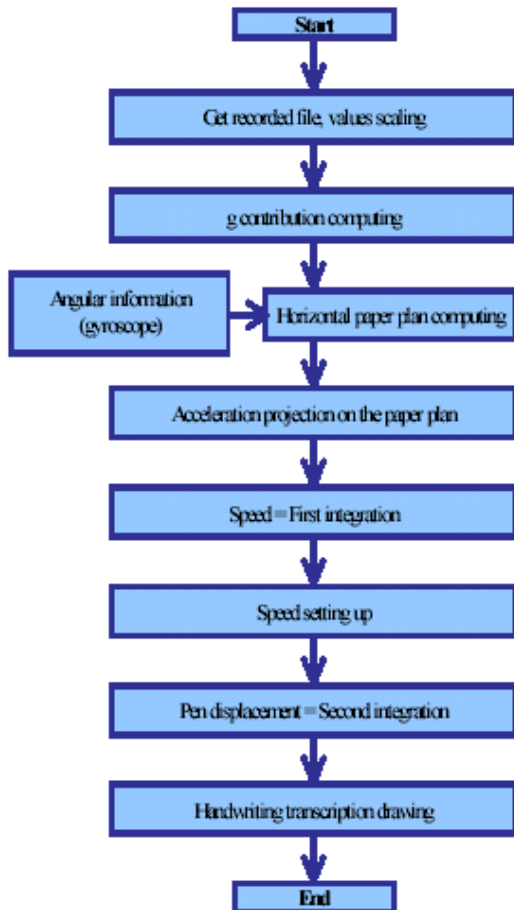 Start
Get recorded file, values scaling
g contribution computing
Angular information
(gyroscope)
Horizontal paper plan computing
Acceleration projection on the paper plan
Speed = First integration
Speed setting up
Pen displacement = Second integration
Handwriting transcription drawing
End